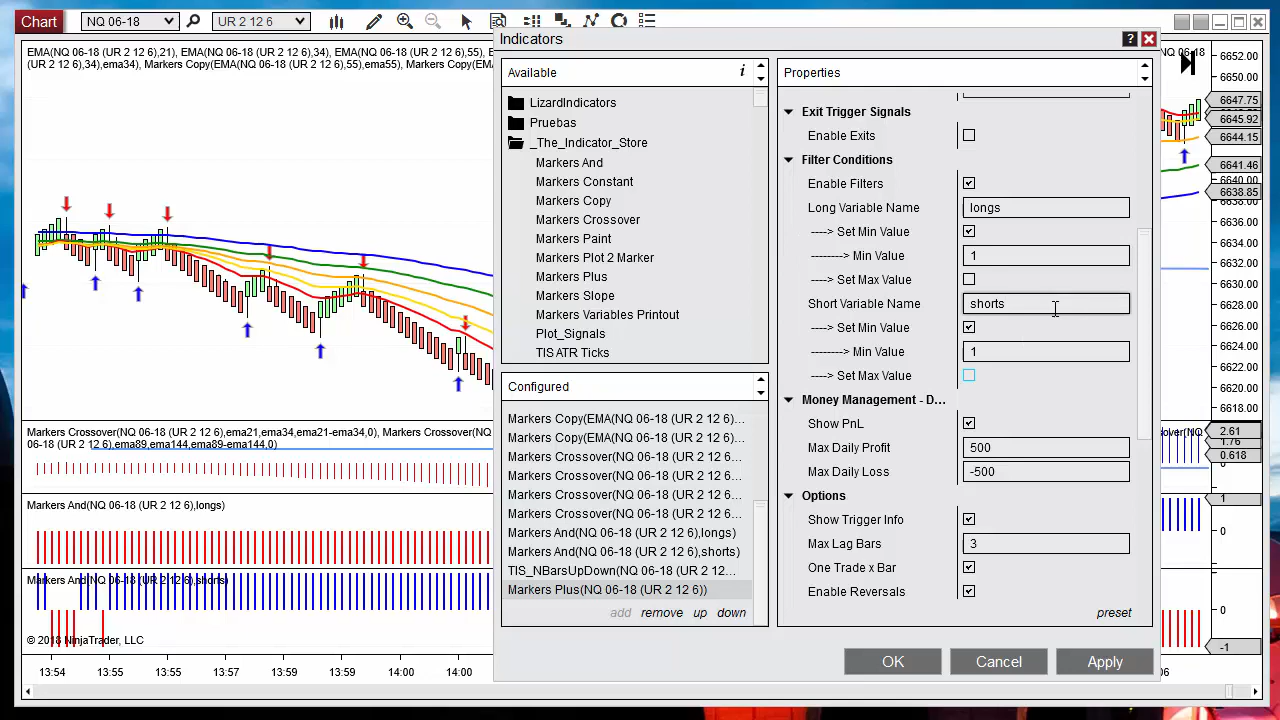 Chart
NQ 06-18
UR 2 12 6
EMA(NQ 06-18 (UR 2 12 6),21), EMA(NQ 06-18 (UR 2 12 6),34), EMA(NQ 06-18 (UR 2 12 6),55),
(UR 2 12 6),34),ema34), Markers Copy(EMA(NQ 06-18 (UR 2 12 6),55),ema55), Markers Copy(EM
Indicators
?
Available
i
LizardIndicators
Pruebas
_The_Indicator_Store
Markers And
Markers Constant
Markers Copy
Markers Crossover
Markers Paint
Markers Plot 2 Marker
Markers Plus
Markers Slope
Markers Variables Printout
Plot_Signals
TIS ATR Ticks
Configured
Markers Copy(EMA(NQ 06-18 (UR 2 12 6)...
Markers Copy(EMA(NQ 06-18 (UR 2 12 6)...
Markers Crossover(NQ 06-18 (UR 2 12 6...
Markers Crossover(NQ 06-18 (UR 2 12 6...
Markers Crossover(NQ 06-18 (UR 2 12 6...
Markers Crossover(NQ 06-18 (UR 2 12 6...
Markers And(NQ 06-18 (UR 2 12 6),longs)
Markers And(NQ 06-18 (UR 2 12 6),shorts)
TIS_NBarsUpDown(NQ 06-18 (UR 2 12...
Markers Plus(NQ 06-18 (UR 2 12 6))
add remove up down
Properties
Exit Trigger Signals
Enable Exits
Filter Conditions
Enable Filters
Long Variable Name longs
----> Set Min Value
--------> Min Value 1
----> Set Max Value
Short Variable Name shorts
----> Set Min Value
--------> Min Value 1
----> Set Max Value
Money Management - D...
Show PnL
Max Daily Profit 500
Max Daily Loss -500
Options
Show Trigger Info
Max Lag Bars 3
One Trade x Bar
Enable Reversals
preset
OK Cancel Apply
NQ 06-18
6652.00
6650.00
6647.75
6645.92
6644.15
6641.46
6640.00
6638.85
6636.00
6634.00
6632.00
6630.00
6628.00
6626.00
6624.00
6622.00
6620.00
6618.00
Markers Crossover(NQ 06-18 (UR 2 12 6),ema21,ema34,ema21-ema34,0), Markers Crossover(NQ
06-18 (UR 2 12 6),ema89,ema144,ema89-ema144,0)
2.61
1.76
0.618
Markers And(NQ 06-18 (UR 2 12 6),longs)
1
0
Markers And(NQ 06-18 (UR 2 12 6),shorts)
0
-1
© 2018 NinjaTrader, LLC
13:54 13:55 13:55 13:57 13:59 13:59 14:00 14:00